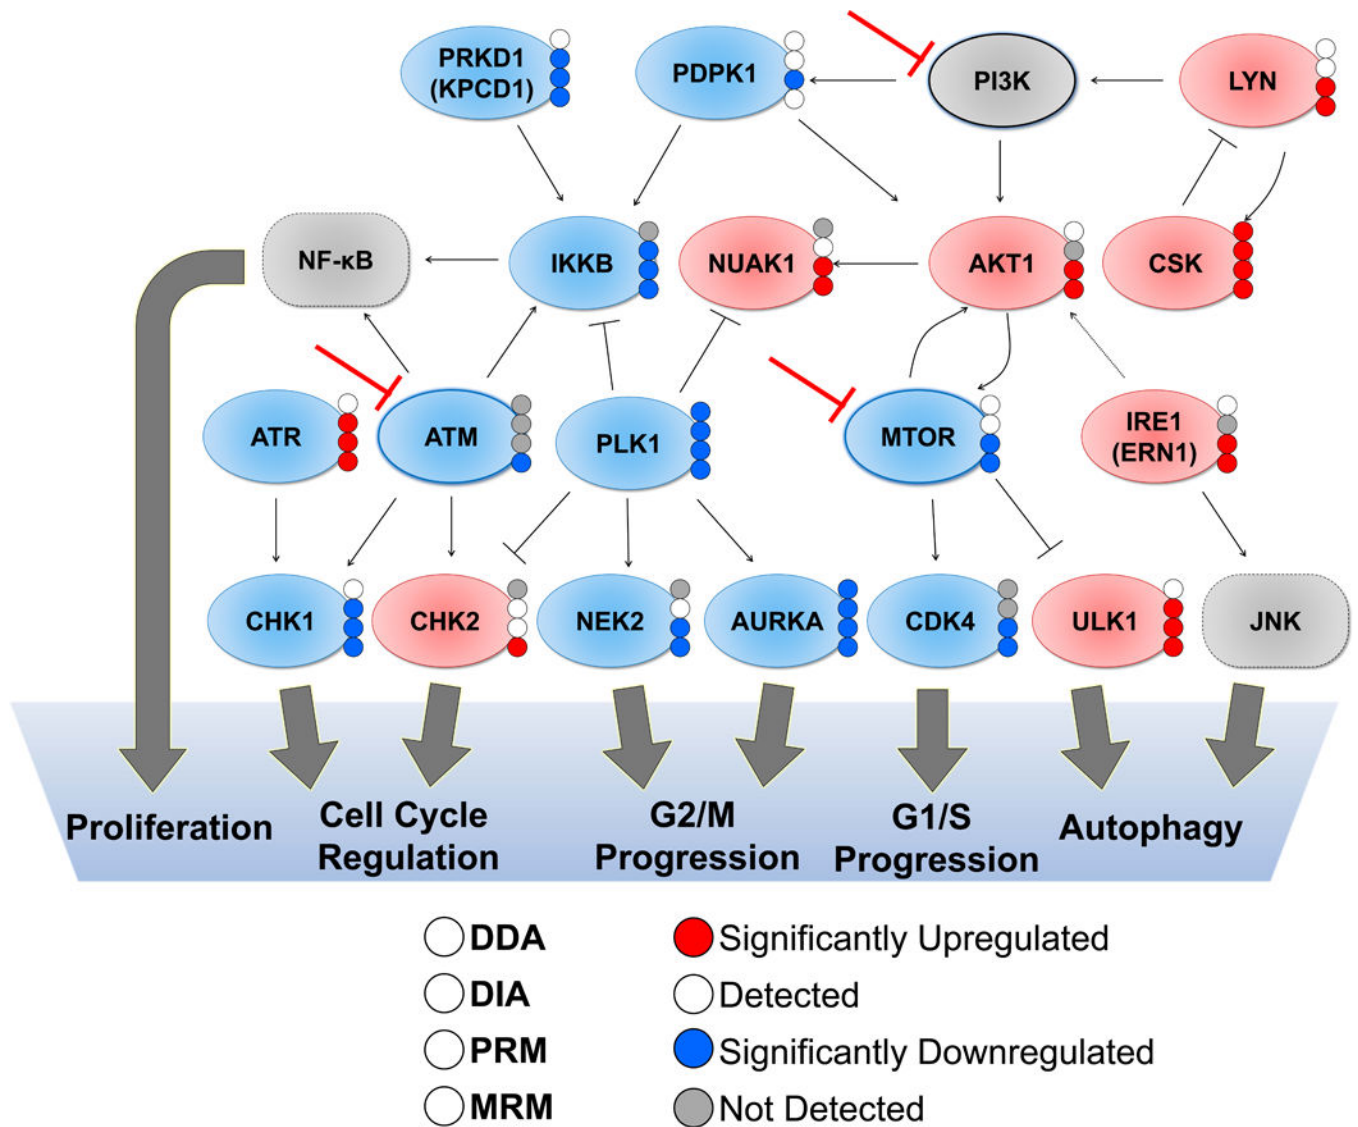 PRKD1
(KPCD1)
PDPK1
PI3K
LYN
NF-κB
IKKB
NUAK1
AKT1
CSK
ATR
ATM
PLK1
MTOR
IRE1
(ERN1)
CHK1
CHK2
NEK2
AURKA
CDK4
ULK1
JNK
Proliferation
Cell Cycle
Regulation
G2/M
Progression
G1/S
Progression
Autophagy
DDA
DIA
PRM
MRM
Significantly Upregulated
Detected
Significantly Downregulated
Not Detected